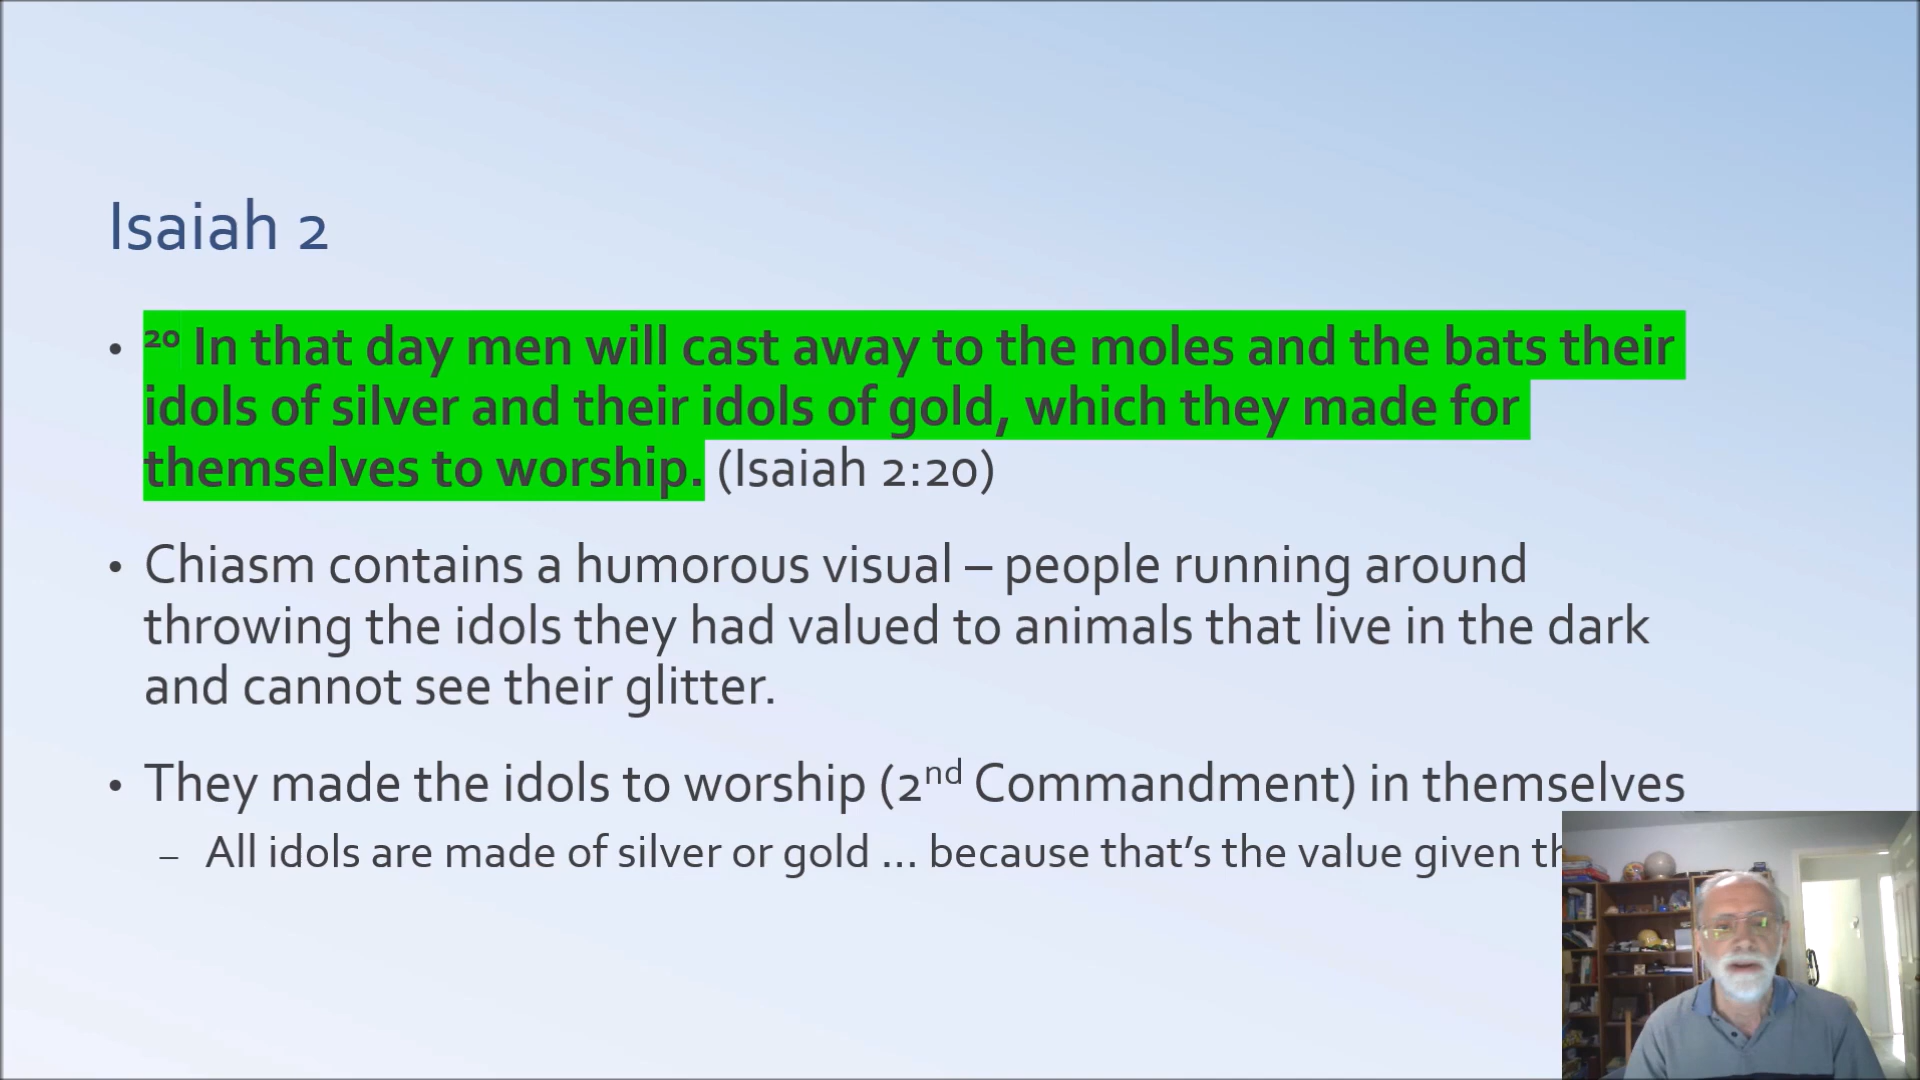 Isaiah 2
• 20 In that day men will cast away to the moles and the bats their
idols of silver and their idols of gold, which they made for
themselves to worship. (Isaiah 2:20)
• Chiasm contains a humorous visual – people running around
throwing the idols they had valued to animals that live in the dark
and cannot see their glitter.
• They made the idols to worship (2nd Commandment) in themselves
– All idols are made of silver or gold … because that’s the value given